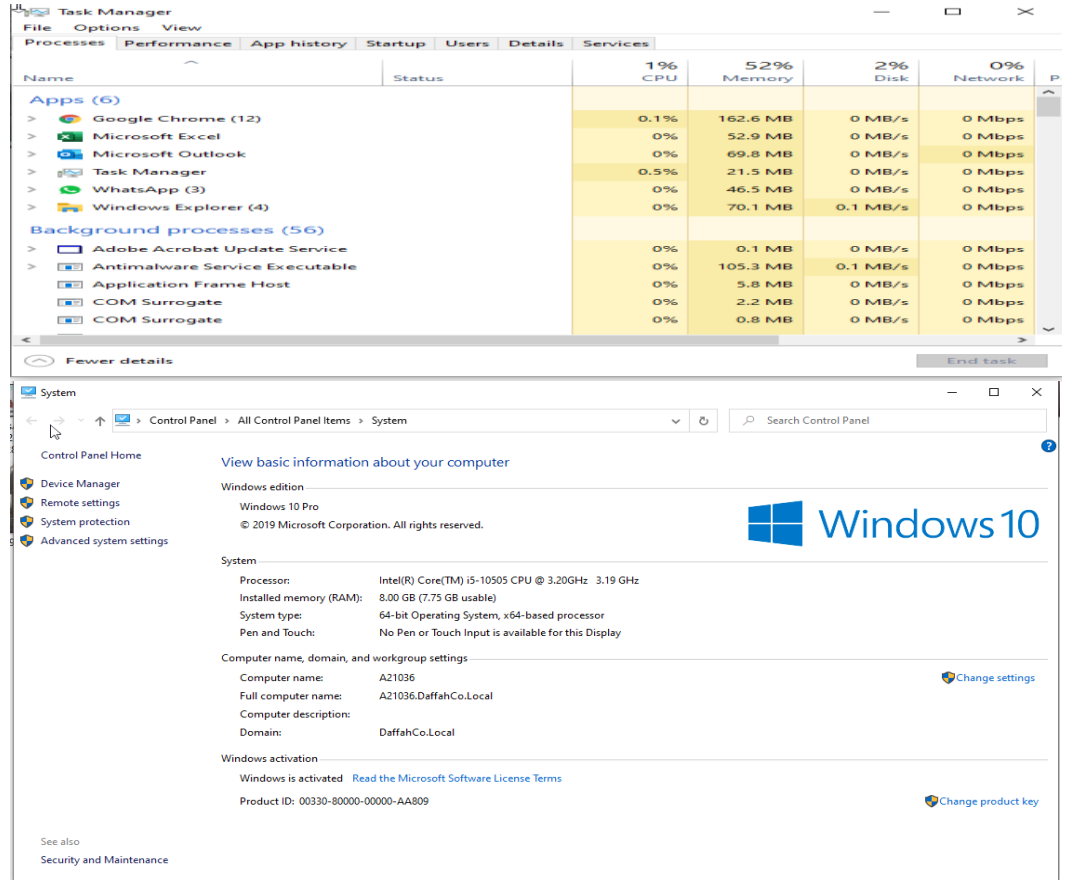 Task Manager
File Options View
Processes Performance App history Startup Users Details Services
1% 52% 2% 0%
Name Status CPU Memory Disk Network P
Apps (6)
Google Chrome (12) 0.1% 162.6 MB 0 MB/s 0 Mbps
Microsoft Excel 0% 52.9 MB 0 MB/s 0 Mbps
Microsoft Outlook 0% 69.8 MB 0 MB/s 0 Mbps
Task Manager 0.5% 21.5 MB 0 MB/s 0 Mbps
WhatsApp (3) 0% 46.5 MB 0 MB/s 0 Mbps
Windows Explorer (4) 0% 70.1 MB 0.1 MB/s 0 Mbps
Background processes (56)
Adobe Acrobat Update Service 0% 0.1 MB 0 MB/s 0 Mbps
Antimalware Service Executable 0% 105.3 MB 0.1 MB/s 0 Mbps
Application Frame Host 0% 5.8 MB 0 MB/s 0 Mbps
COM Surrogate 0% 2.2 MB 0 MB/s 0 Mbps
COM Surrogate 0% 0.8 MB 0 MB/s 0 Mbps
Fewer details End task
System
Control Panel > All Control Panel Items > System Search Control Panel
Control Panel Home
Device Manager
Remote settings
System protection
Advanced system settings
View basic information about your computer
Windows edition
Windows 10 Pro
© 2019 Microsoft Corporation. All rights reserved.
Windows 10
System
Processor: Intel(R) Core(TM) i5-10505 CPU @ 3.20GHz 3.19 GHz
Installed memory (RAM): 8.00 GB (7.75 GB usable)
System type: 64-bit Operating System, x64-based processor
Pen and Touch: No Pen or Touch Input is available for this Display
Computer name, domain, and workgroup settings
Computer name: A21036 Change settings
Full computer name: A21036.DaffahCo.Local
Computer description:
Domain: DaffahCo.Local
Windows activation
Windows is activated Read the Microsoft Software License Terms
Product ID: 00330-80000-00000-AA809 Change product key
See also
Security and Maintenance